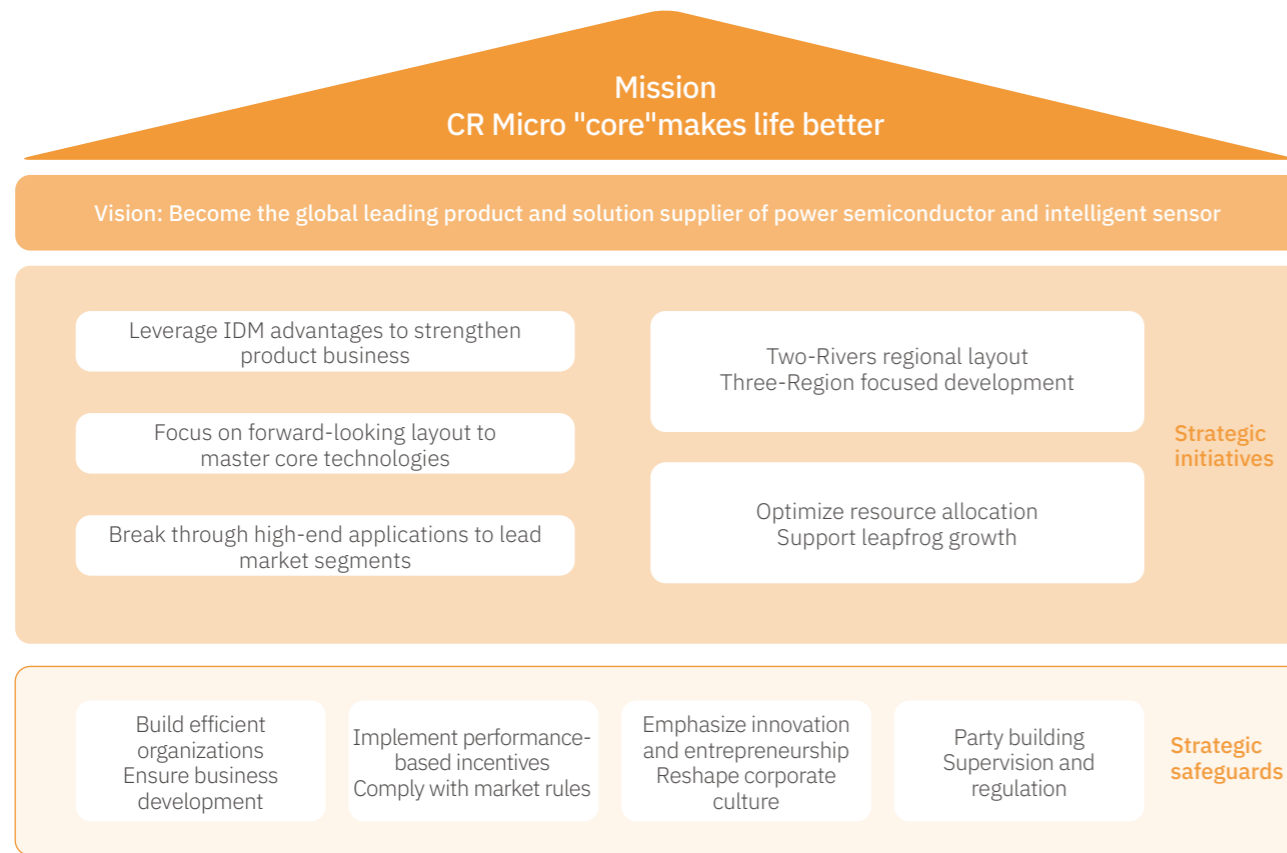 Mission
CR Micro "core"makes life better
Vision: Become the global leading product and solution supplier of power semiconductor and intelligent sensor
Leverage IDM advantages to strengthen
product business
Focus on forward-looking layout to
master core technologies
Break through high-end applications to lead
market segments
Two-Rivers regional layout
Three-Region focused development
Optimize resource allocation
Support leapfrog growth
Strategic
initiatives
Build efficient
organizations
Ensure business
development
Implement performance-
based incentives
Comply with market rules
Emphasize innovation
and entrepreneurship
Reshape corporate
culture
Party building
Supervision and
regulation
Strategic
safeguards